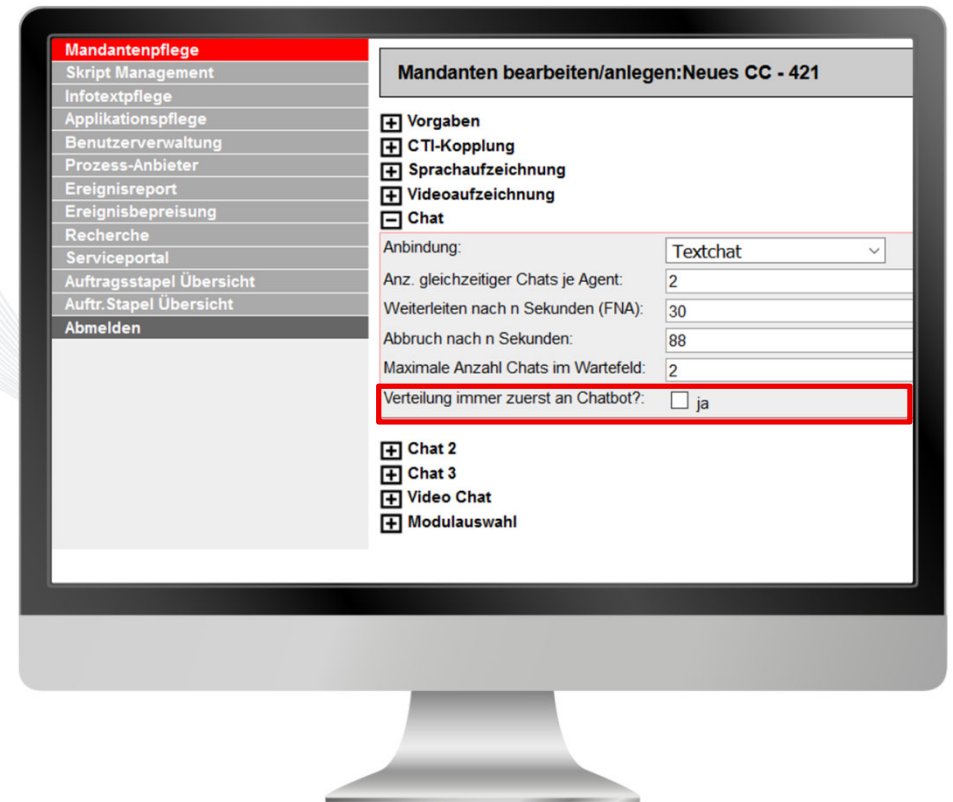 Mandantenpflege
Skript Management
Infotextpflege
Applikationspflege
Benutzerverwaltung
Prozess-Anbieter
Ereignisreport
Ereignisbepreisung
Recherche
Serviceportal
Auftragsstapel Übersicht
Auftr.Stapel Übersicht
Abmelden
Mandanten bearbeiten/anlegen:Neues CC - 421
Vorgaben
CTI-Kopplung
Sprachaufzeichnung
Videoaufzeichnung
Chat
Anbindung: Textchat
Anz. gleichzeitiger Chats je Agent: 2
Weiterleiten nach n Sekunden (FNA): 30
Abbruch nach n Sekunden: 88
Maximale Anzahl Chats im Wartefeld: 2
Verteilung immer zuerst an Chatbot?: ja
Chat 2
Chat 3
Video Chat
Modulauswahl